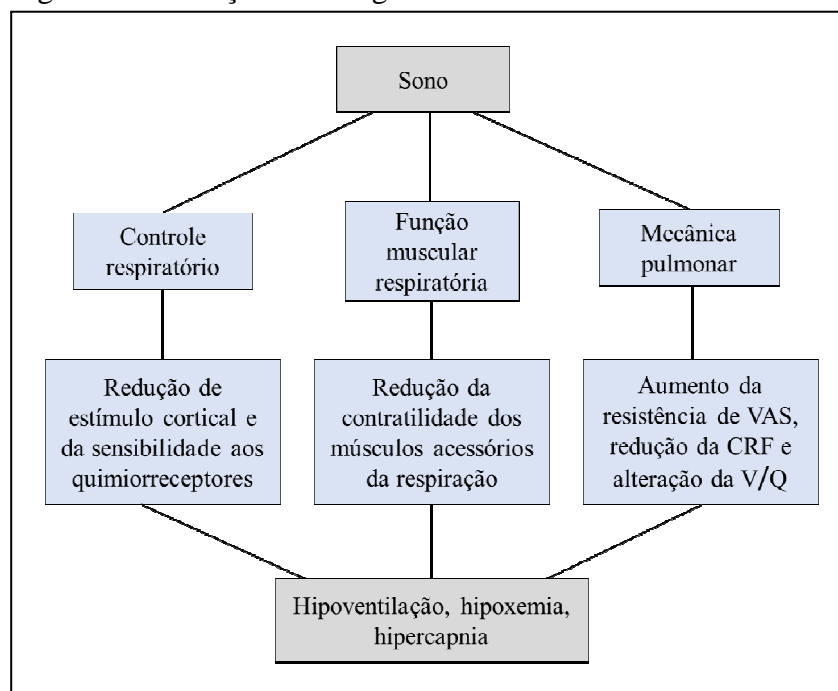 Sono
Controle
respiratório
Função
muscular
respiratória
Mecânica
pulmonar
Redução de
estímulo cortical e
da sensibilidade aos
quimiorreceptores
Redução da
contratilidade dos
músculos acessórios
da respiração
Aumento da
resistência de VAS,
redução da CRF e
alteração da V/Q
Hipoventilação, hipoxemia,
hipercapnia